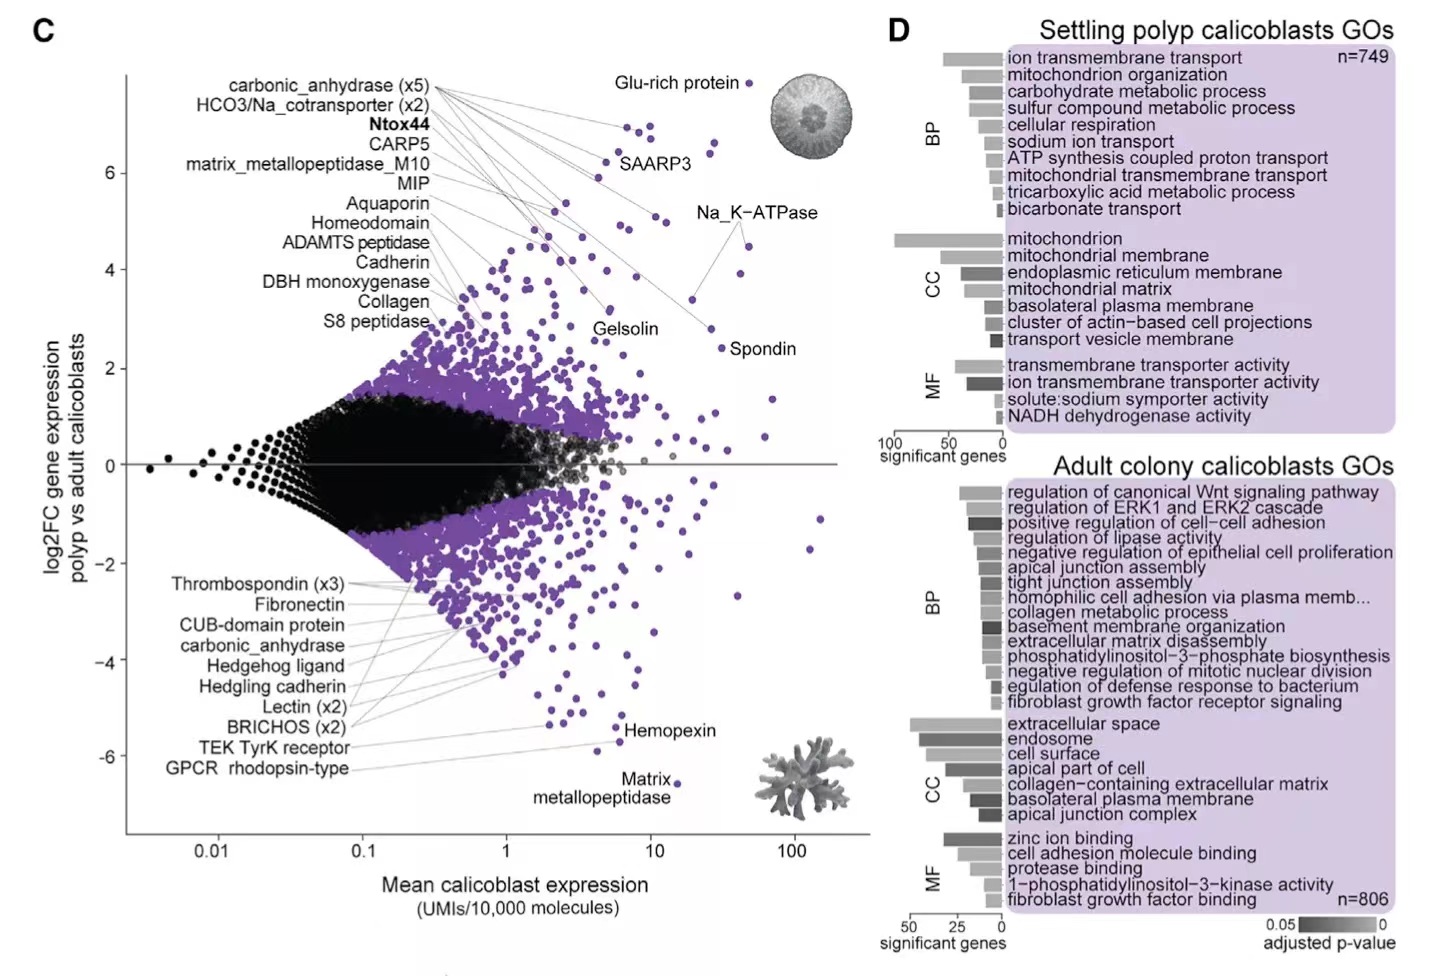 C
carbonic_anhydrase (x5)
HCO3/Na_cotransporter (x2)
Ntox44
CARP5
matrix_metallopeptidase_M10
MIP
Aquaporin
Homeodomain
ADAMTS peptidase
Cadherin
DBH monoxygenase
Collagen
S8 peptidase
Glu-rich protein
SAARP3
Na_K−ATPase
Gelsolin
Spondin
6
4
2
0
−2
−4
-6
log2FC gene expression
polyp vs adult calicoblasts
Thrombospondin (x3)
Fibronectin
CUB-domain protein
carbonic_anhydrase
Hedgehog ligand
Hedgling cadherin
Lectin (x2)
BRICHOS (x2)
TEK TyrK receptor
GPCR rhodopsin-type
Hemopexin
Matrix
metallopeptidase
0.01
0.1
1
10
100
Mean calicoblast expression
(UMIs/10,000 molecules)
D
Settling polyp calicoblasts GOs
n=749
BP
ion transmembrane transport
mitochondrion organization
carbohydrate metabolic process
sulfur compound metabolic process
cellular respiration
sodium ion transport
ATP synthesis coupled proton transport
mitochondrial transmembrane transport
tricarboxylic acid metabolic process
bicarbonate transport
CC
mitochondrion
mitochondrial membrane
endoplasmic reticulum membrane
mitochondrial matrix
basolateral plasma membrane
cluster of actin−based cell projections
transport vesicle membrane
MF
transmembrane transporter activity
ion transmembrane transporter activity
solute:sodium symporter activity
NADH dehydrogenase activity
100 50 0
significant genes
Adult colony calicoblasts GOs
BP
regulation of canonical Wnt signaling pathway
regulation of ERK1 and ERK2 cascade
positive regulation of cell−cell adhesion
regulation of lipase activity
negative regulation of epithelial cell proliferation
apical junction assembly
tight junction assembly
homophilic cell adhesion via plasma memb...
collagen metabolic process
basement membrane organization
extracellular matrix disassembly
phosphatidylinositol−3−phosphate biosynthesis
negative regulation of mitotic nuclear division
egulation of defense response to bacterium
fibroblast growth factor receptor signaling
CC
extracellular space
endosome
cell surface
apical part of cell
collagen−containing extracellular matrix
basolateral plasma membrane
apical junction complex
MF
zinc ion binding
cell adhesion molecule binding
protease binding
1−phosphatidylinositol−3−kinase activity
fibroblast growth factor binding
n=806
50 25 0
significant genes
0.05 0
adjusted p-value